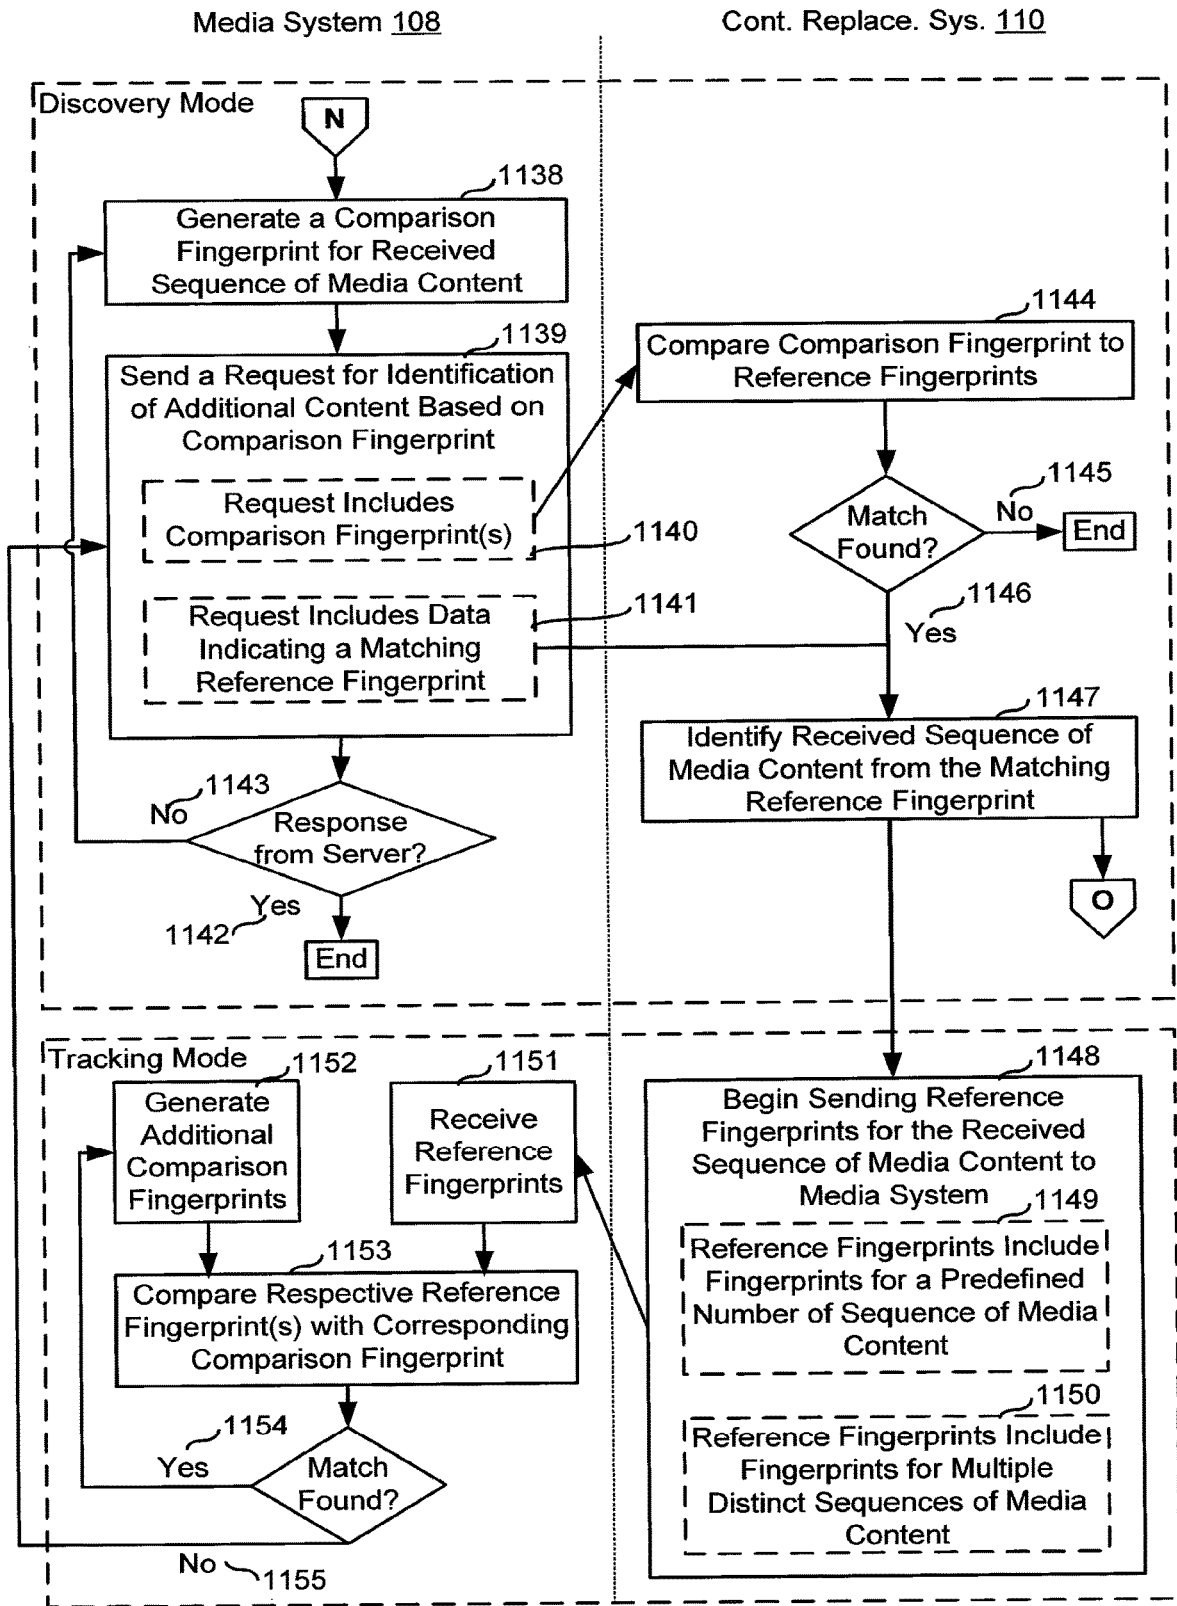 Media System 108
Cont. Replace. Sys. 110
Discovery Mode
N
1138
Generate a Comparison
Fingerprint for Received
Sequence of Media Content
1139
Send a Request for Identification
of Additional Content Based on
Comparison Fingerprint
Request Includes
Comparison Fingerprint(s)
1140
1141
Request Includes Data
Indicating a Matching
Reference Fingerprint
1143
No
Response
from Server?
Yes
1142
End
1144
Compare Comparison Fingerprint to
Reference Fingerprints
Match
Found?
1145
No
End
1146
Yes
1147
Identify Received Sequence of
Media Content from the Matching
Reference Fingerprint
O
Tracking Mode
1152
Generate
Additional
Comparison
Fingerprints
1151
Receive
Reference
Fingerprints
1153
Compare Respective Reference
Fingerprint(s) with Corresponding
Comparison Fingerprint
1154
Yes
Match
Found?
No
1155
1148
Begin Sending Reference
Fingerprints for the Received
Sequence of Media Content to
Media System
1149
Reference Fingerprints Include
Fingerprints for a Predefined
Number of Sequence of Media
Content
1150
Reference Fingerprints Include
Fingerprints for Multiple
Distinct Sequences of Media
Content